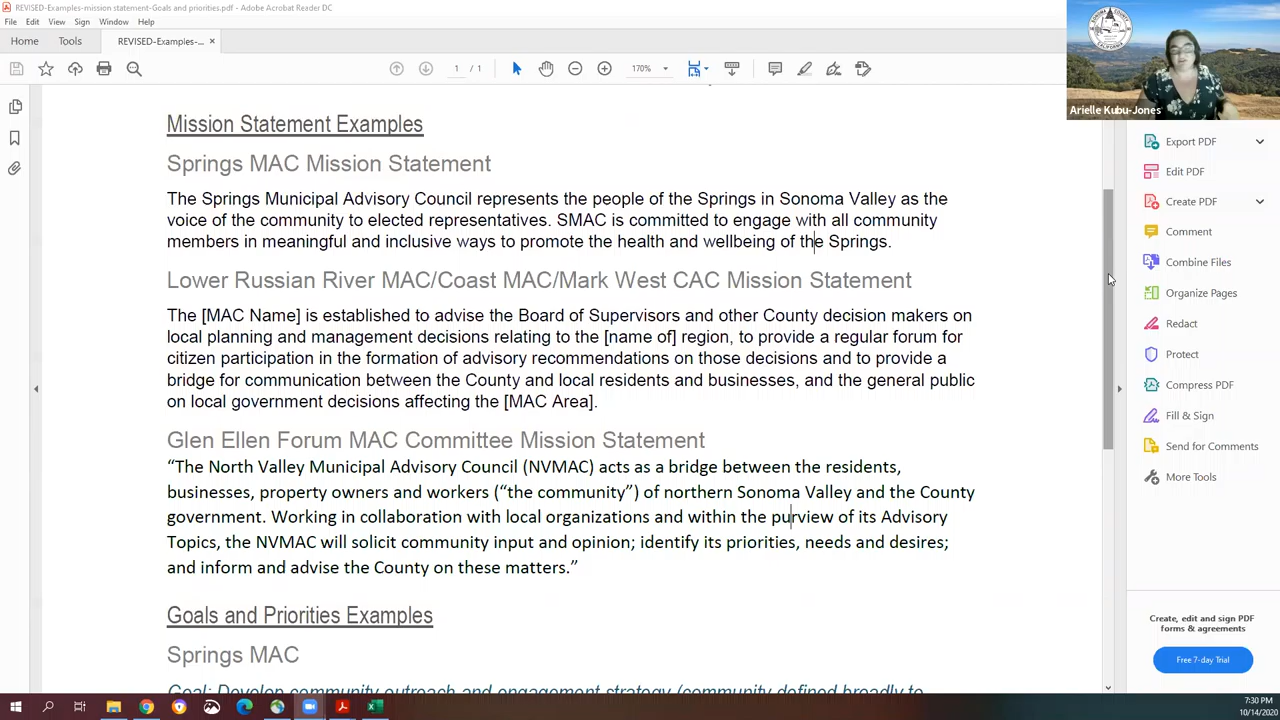 REVISED-Examples-mission statement-Goals and priorities.pdf - Adobe Acrobat Reader DC
File Edit View Sign Window Help
Home Tools REVISED-Examples-... ×
1 / 1 170%
SONOMA COUNTY
CALIFORNIA
Arielle Kubu-Jones
Mission Statement Examples
Springs MAC Mission Statement
The Springs Municipal Advisory Council represents the people of the Springs in Sonoma Valley as the
voice of the community to elected representatives. SMAC is committed to engage with all community
members in meaningful and inclusive ways to promote the health and wellbeing of the Springs.
Lower Russian River MAC/Coast MAC/Mark West CAC Mission Statement
The [MAC Name] is established to advise the Board of Supervisors and other County decision makers on
local planning and management decisions relating to the [name of] region, to provide a regular forum for
citizen participation in the formation of advisory recommendations on those decisions and to provide a
bridge for communication between the County and local residents and businesses, and the general public
on local government decisions affecting the [MAC Area].
Glen Ellen Forum MAC Committee Mission Statement
“The North Valley Municipal Advisory Council (NVMAC) acts as a bridge between the residents,
businesses, property owners and workers (“the community”) of northern Sonoma Valley and the County
government. Working in collaboration with local organizations and within the purview of its Advisory
Topics, the NVMAC will solicit community input and opinion; identify its priorities, needs and desires;
and inform and advise the County on these matters.”
Goals and Priorities Examples
Springs MAC
Goal: Develop community outreach and engagement strategy (community defined broadly to
Export PDF
Edit PDF
Create PDF
Comment
Combine Files
Organize Pages
Redact
Protect
Compress PDF
Fill & Sign
Send for Comments
More Tools
Create, edit and sign PDF
forms & agreements
Free 7-day Trial
7:30 PM
10/14/2020